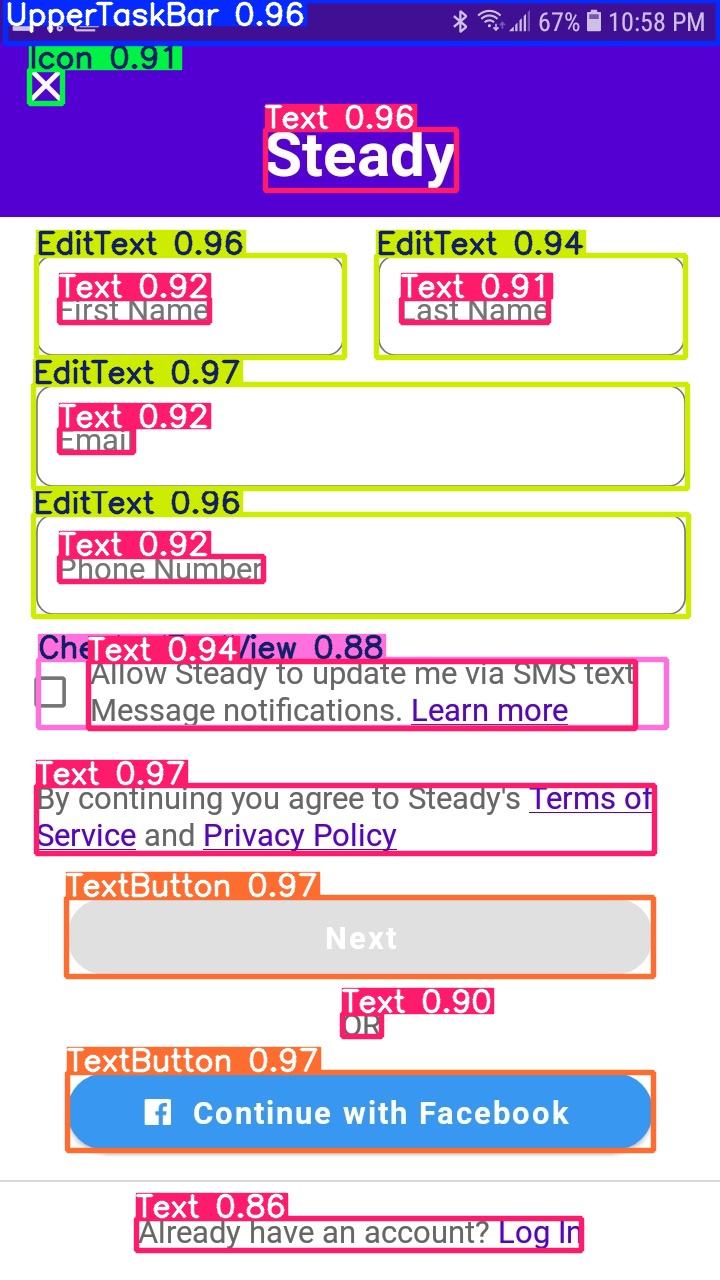 UpperTaskBar 0.96
67% 10:58 PM
Icon 0.91
Text 0.96
Steady
EditText 0.96 EditText 0.94
Text 0.92 Text 0.91
First Name Last Name
EditText 0.97
Text 0.92
Email
EditText 0.96
Text 0.92
Phone Number
Text 0.94 0.88
Allow Steady to update me via SMS text
Message notifications. Learn more
Text 0.97
By continuing you agree to Steady's Terms of
Service and Privacy Policy
TextButton 0.97
Next
Text 0.90
OR
TextButton 0.97
Continue with Facebook
Text 0.86
Already have an account? Log In